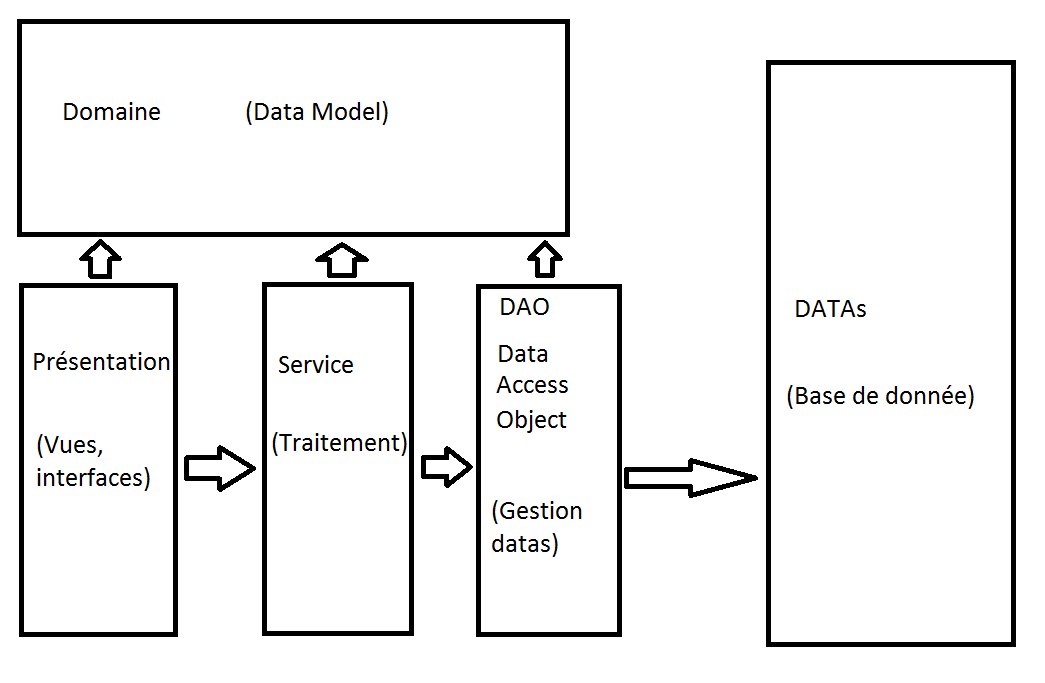 Domaine (Data Model)
Présentation
(Vues,
interfaces)
Service
(Traitement)
DAO
Data
Access
Object
(Gestion
datas)
DATAs
(Base de donnée)